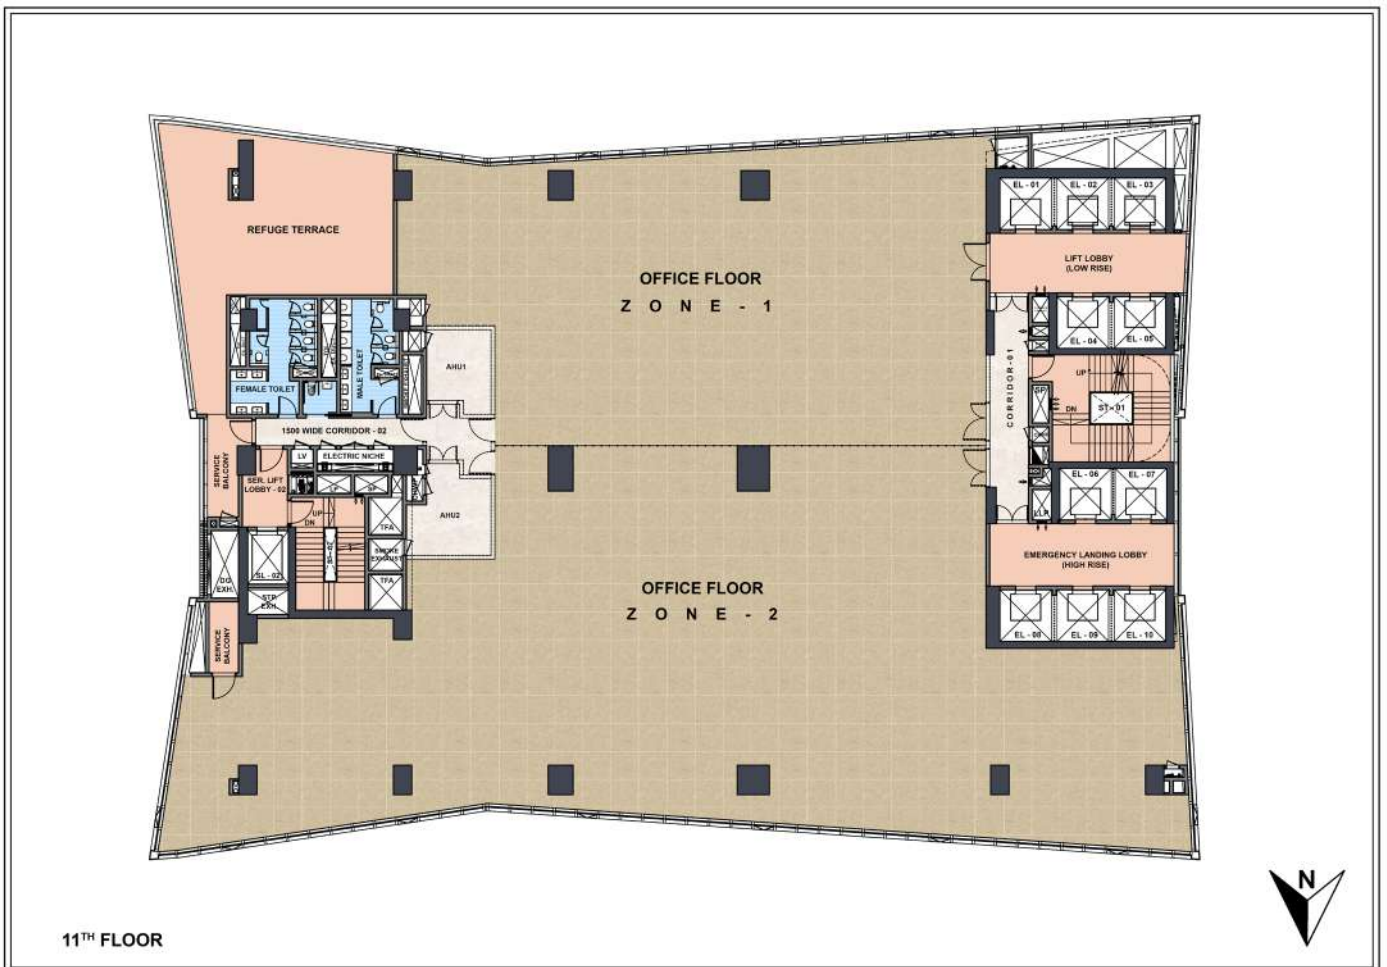 EL - 01
EL - 02
EL - 03
REFUGE TERRACE
LIFT LOBBY
(LOW RISE)
OFFICE FLOOR
Z O N E - 1
EL - 04
EL - 05
CORRIDOR-01
AHU1
UP
FEMALE TOILET
MALE TOILET
SP
DN
ST - 01
1500 WIDE CORRIDOR - 02
LV
ELECTRIC NICHE
SERVICE
BALCONY
SER. LIFT
LOBBY - 02
EL - 06
EL - 07
UP
DN
AHU2
TFA
LLP
SMOKE
EXHAUST
EMERGENCY LANDING LOBBY
(HIGH RISE)
SL - 02
DG
EXH.
TFA
STP
EXH.
OFFICE FLOOR
Z O N E - 2
EL - 08
EL - 09
EL - 10
SERVICE
BALCONY
N
11TH FLOOR